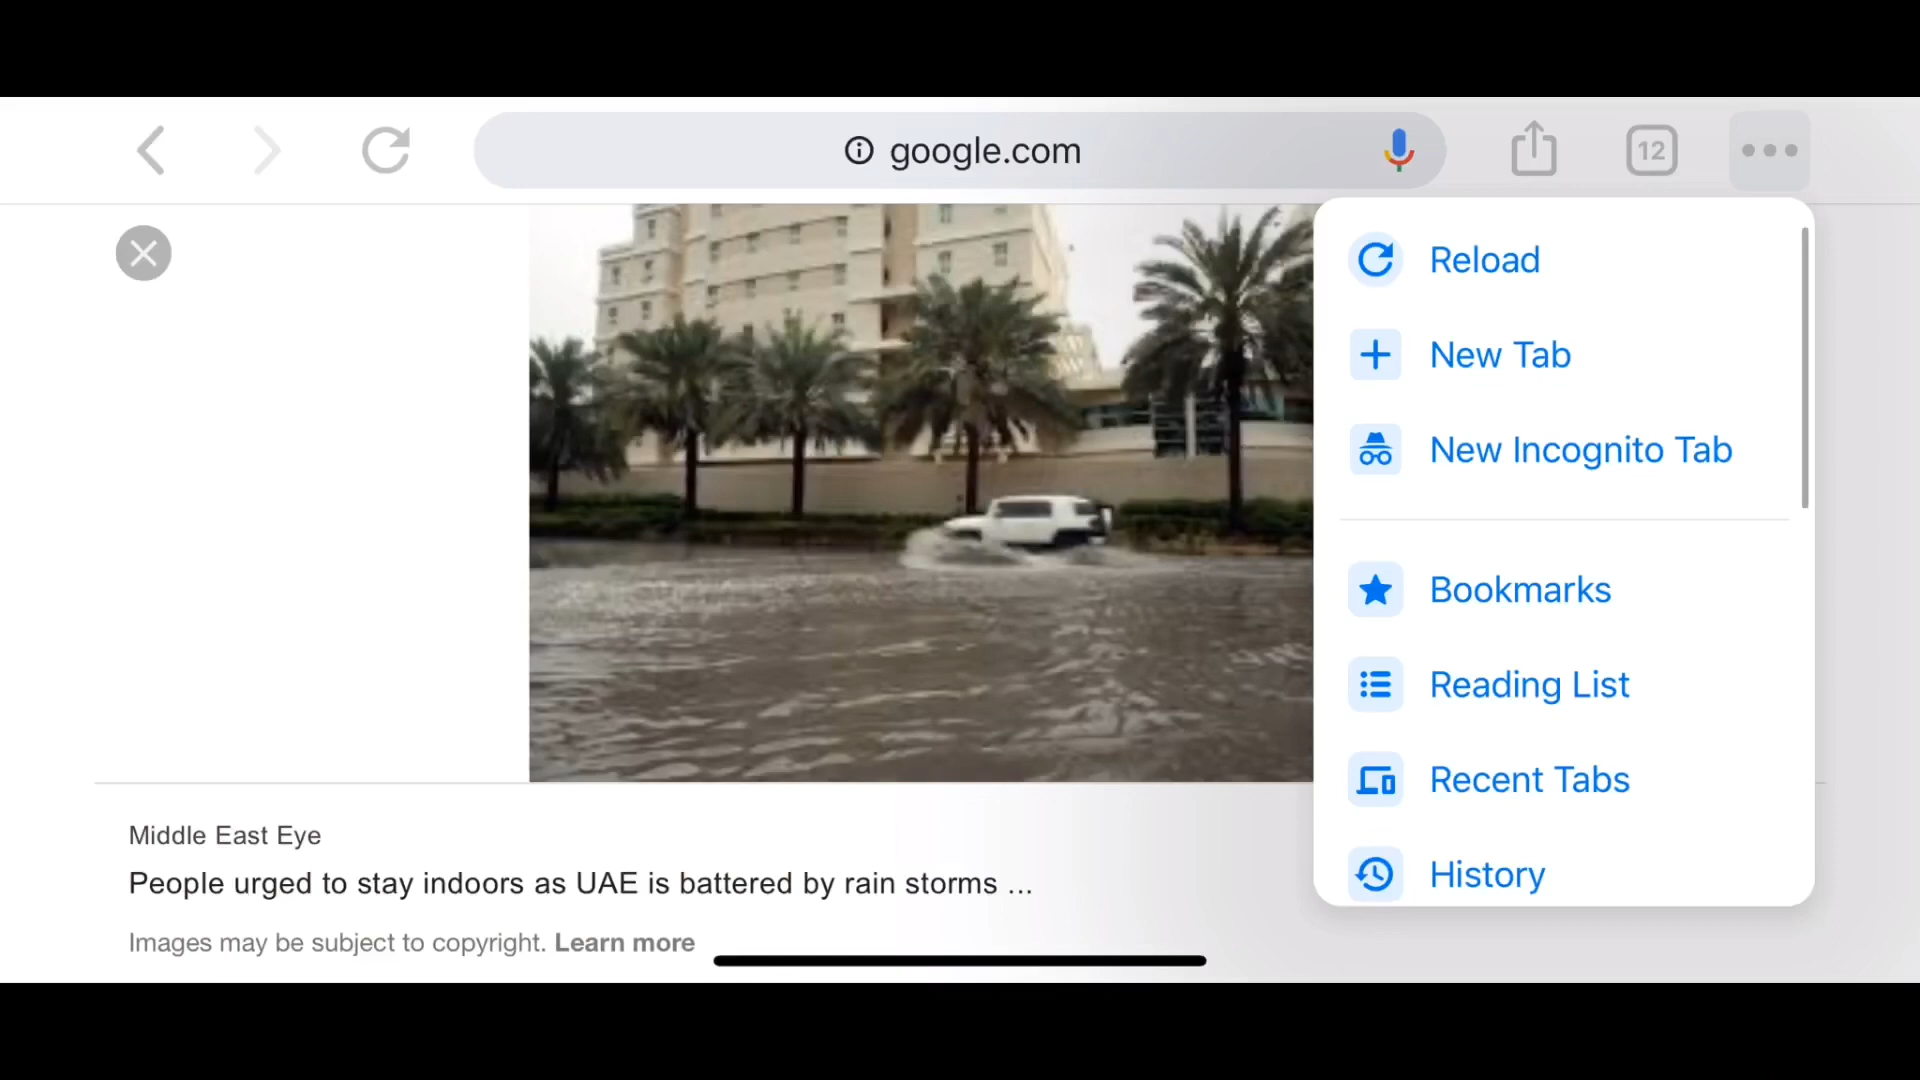 google.com
12
Reload
New Tab
New Incognito Tab
Bookmarks
Reading List
Recent Tabs
History
Middle East Eye
People urged to stay indoors as UAE is battered by rain storms ...
Images may be subject to copyright. Learn more